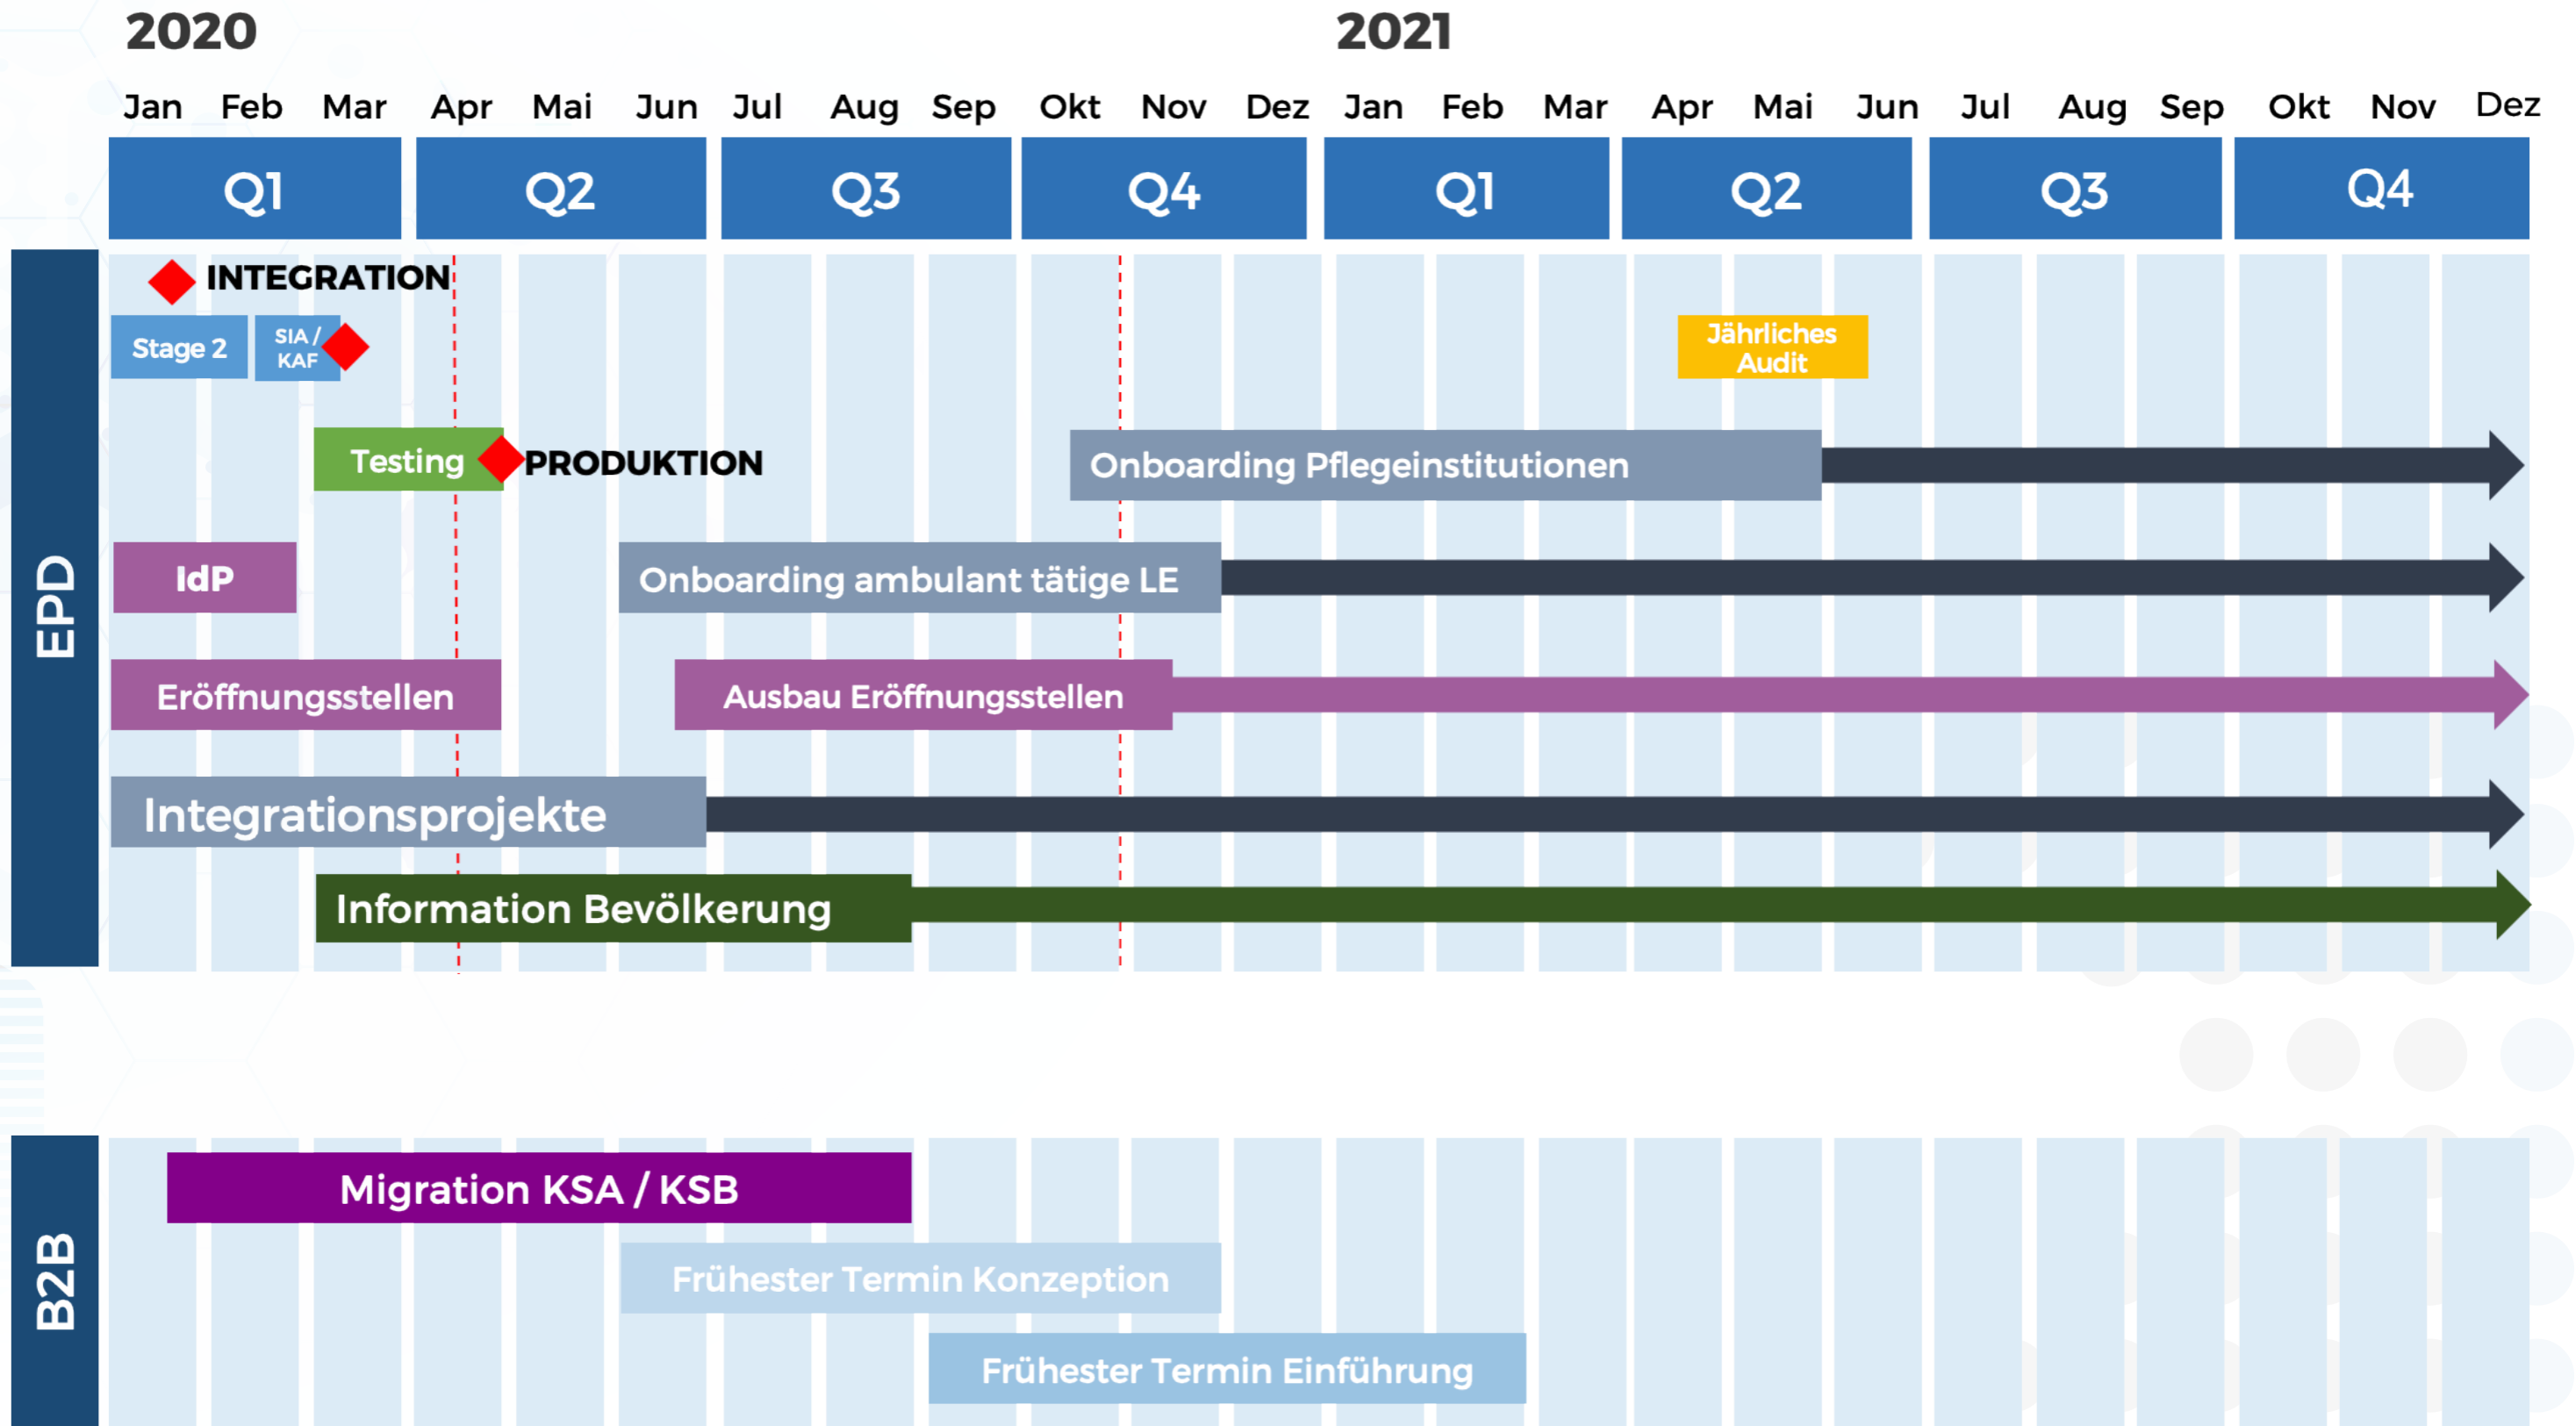 2020
2021
Jan Feb Mar Apr Mai Jun Jul Aug Sep Okt Nov Dez Jan Feb Mar Apr Mai Jun Jul Aug Sep Okt Nov Dez
Q1 Q2 Q3 Q4 Q1 Q2 Q3 Q4
EPD
INTEGRATION
Stage 2
SIA /
KAF
Jährliches
Audit
Testing
PRODUKTION
Onboarding Pflegeinstitutionen
IdP
Onboarding ambulant tätige LE
Eröffnungsstellen
Ausbau Eröffnungsstellen
Integrationsprojekte
Information Bevölkerung
B2B
Migration KSA / KSB
Frühester Termin Konzeption
Frühester Termin Einführung